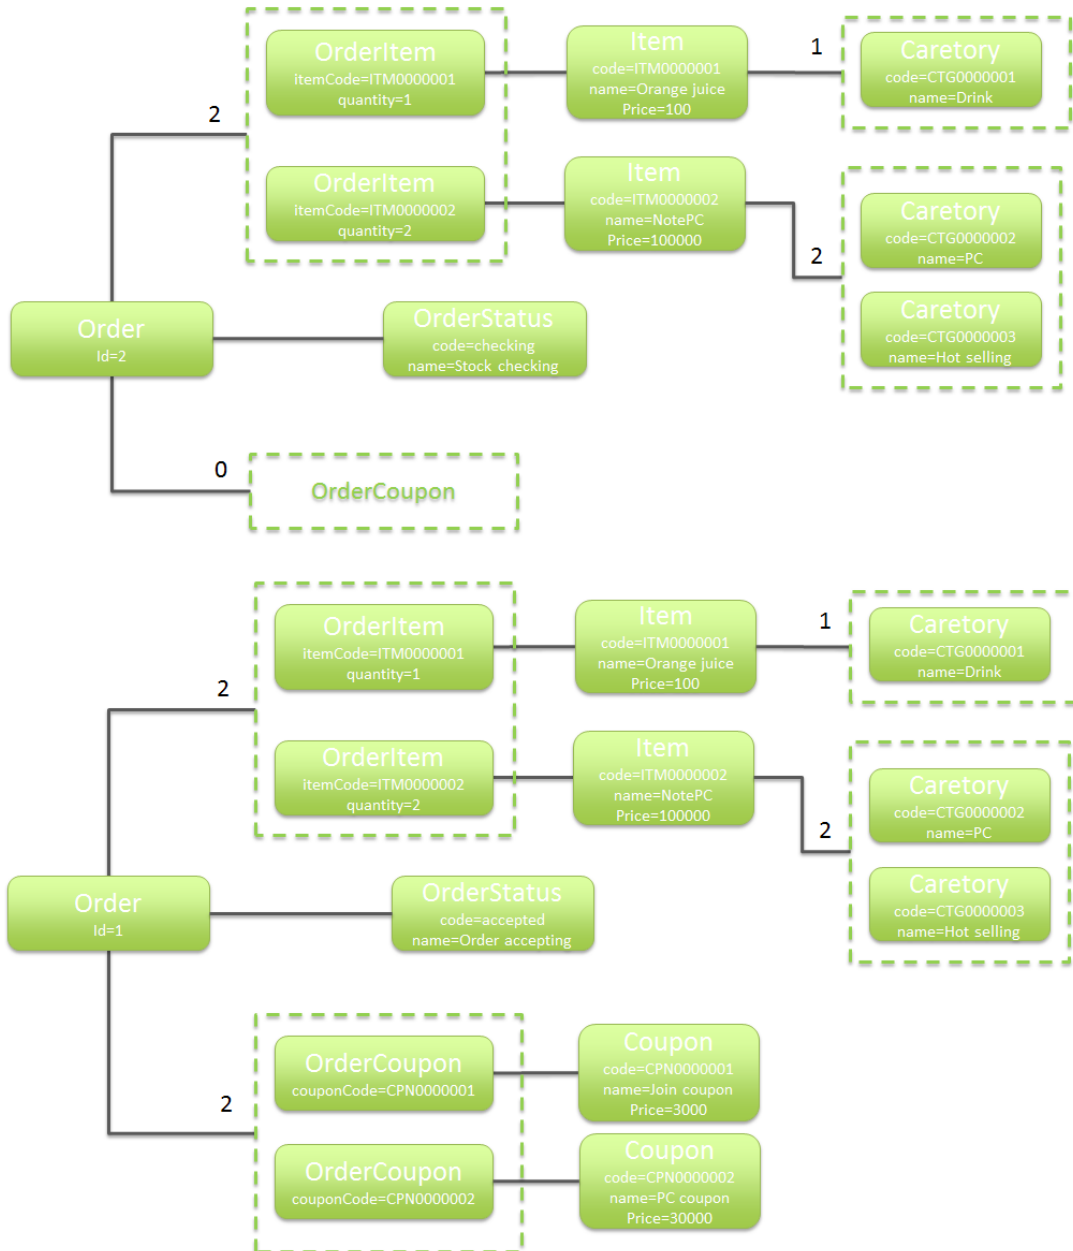 OrderItem
itemCode=ITM0000001
quantity=1
Item
code=ITM0000001
name=Orange juice
Price=100
1
Caretory
code=CTG0000001
name=Drink
2
OrderItem
itemCode=ITM0000002
quantity=2
Item
code=ITM0000002
name=NotePC
Price=100000
2
Caretory
code=CTG0000002
name=PC
Caretory
code=CTG0000003
name=Hot selling
Order
Id=2
OrderStatus
code=checking
name=Stock checking
0
OrderCoupon
OrderItem
itemCode=ITM0000001
quantity=1
Item
code=ITM0000001
name=Orange juice
Price=100
1
Caretory
code=CTG0000001
name=Drink
2
OrderItem
itemCode=ITM0000002
quantity=2
Item
code=ITM0000002
name=NotePC
Price=100000
2
Caretory
code=CTG0000002
name=PC
Caretory
code=CTG0000003
name=Hot selling
Order
Id=1
OrderStatus
code=accepted
name=Order accepting
2
OrderCoupon
couponCode=CPN0000001
Coupon
code=CPN0000001
name=Join coupon
Price=3000
OrderCoupon
couponCode=CPN0000002
Coupon
code=CPN0000002
name=PC coupon
Price=30000